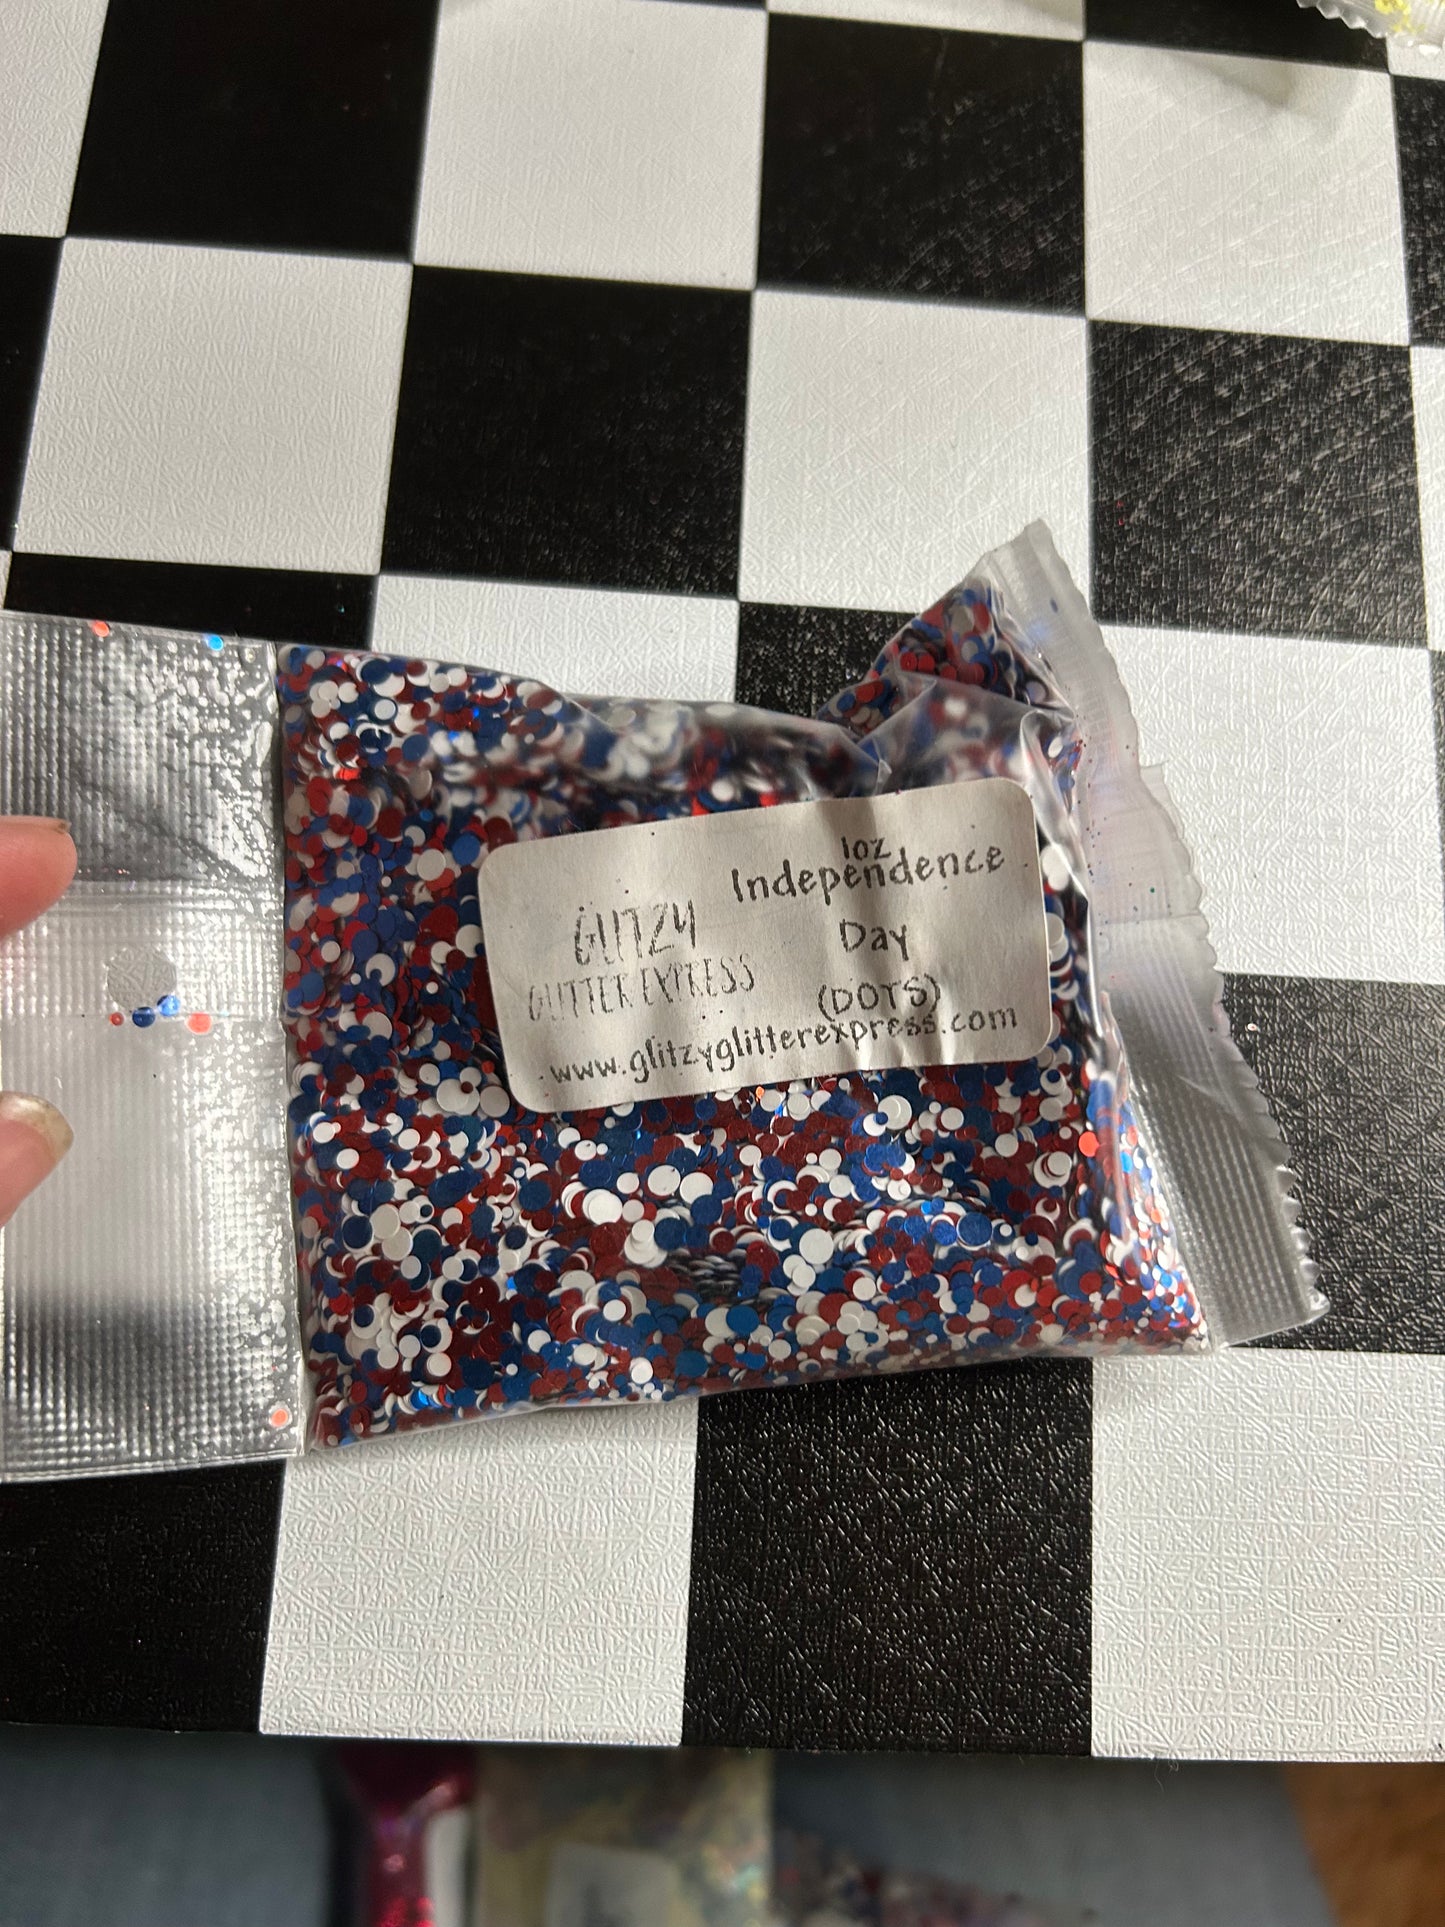 GLITZY
GLITTER EXPRESS
1oz
Independence
Day
(DOTS)
www.glitzyglitterexpress.com